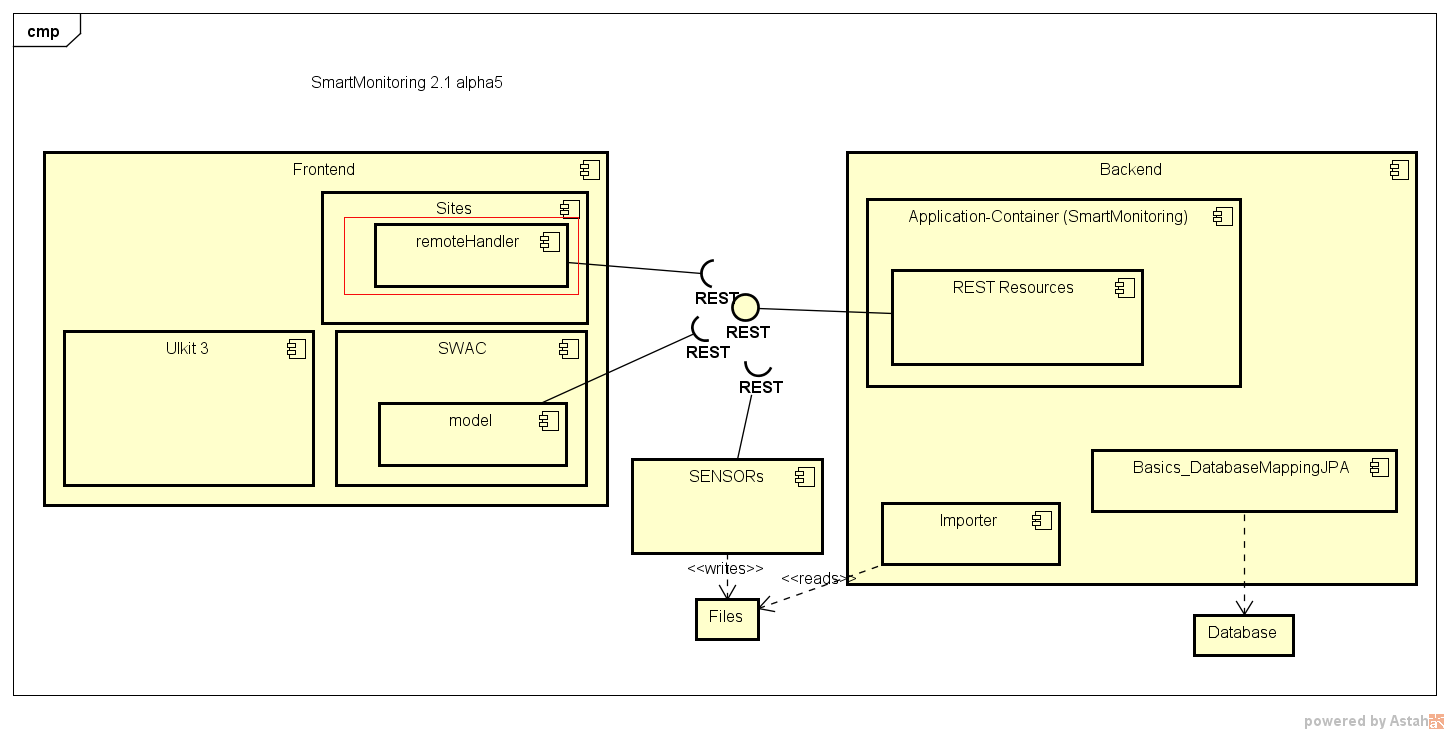 cmp
SmartMonitoring 2.1 alpha5
Frontend
Sites
remoteHandler
UIkit 3
SWAC
model
REST
REST
REST
REST
SENSORs
<<writes>>
Files
<<reads>>
Backend
Application-Container (SmartMonitoring)
REST Resources
Basics_DatabaseMappingJPA
Importer
Database
powered by Astah